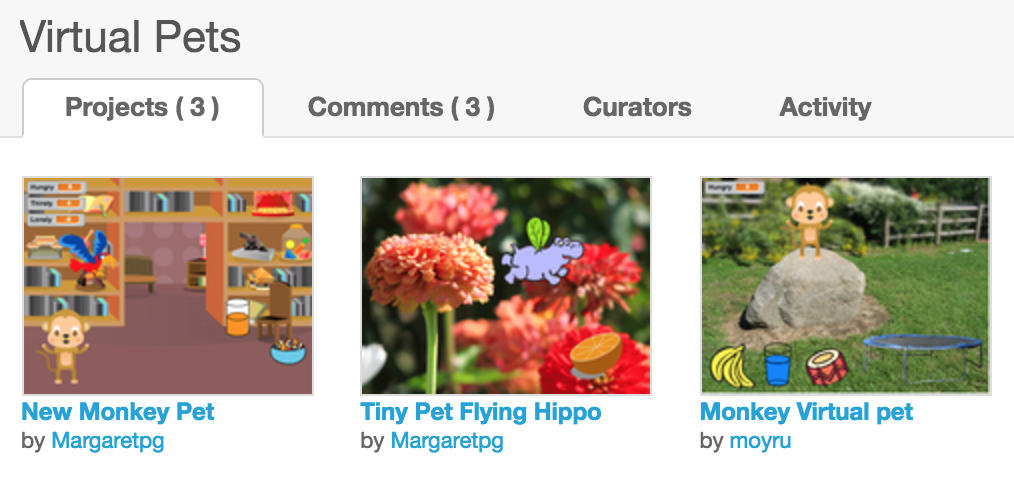 Virtual Pets
Projects ( 3 )
Comments ( 3 )
Curators
Activity
Hungry
Thirsty
Lonely
Hungry
New Monkey Pet
by Margaretpg
Tiny Pet Flying Hippo
by Margaretpg
Monkey Virtual pet
by moyru